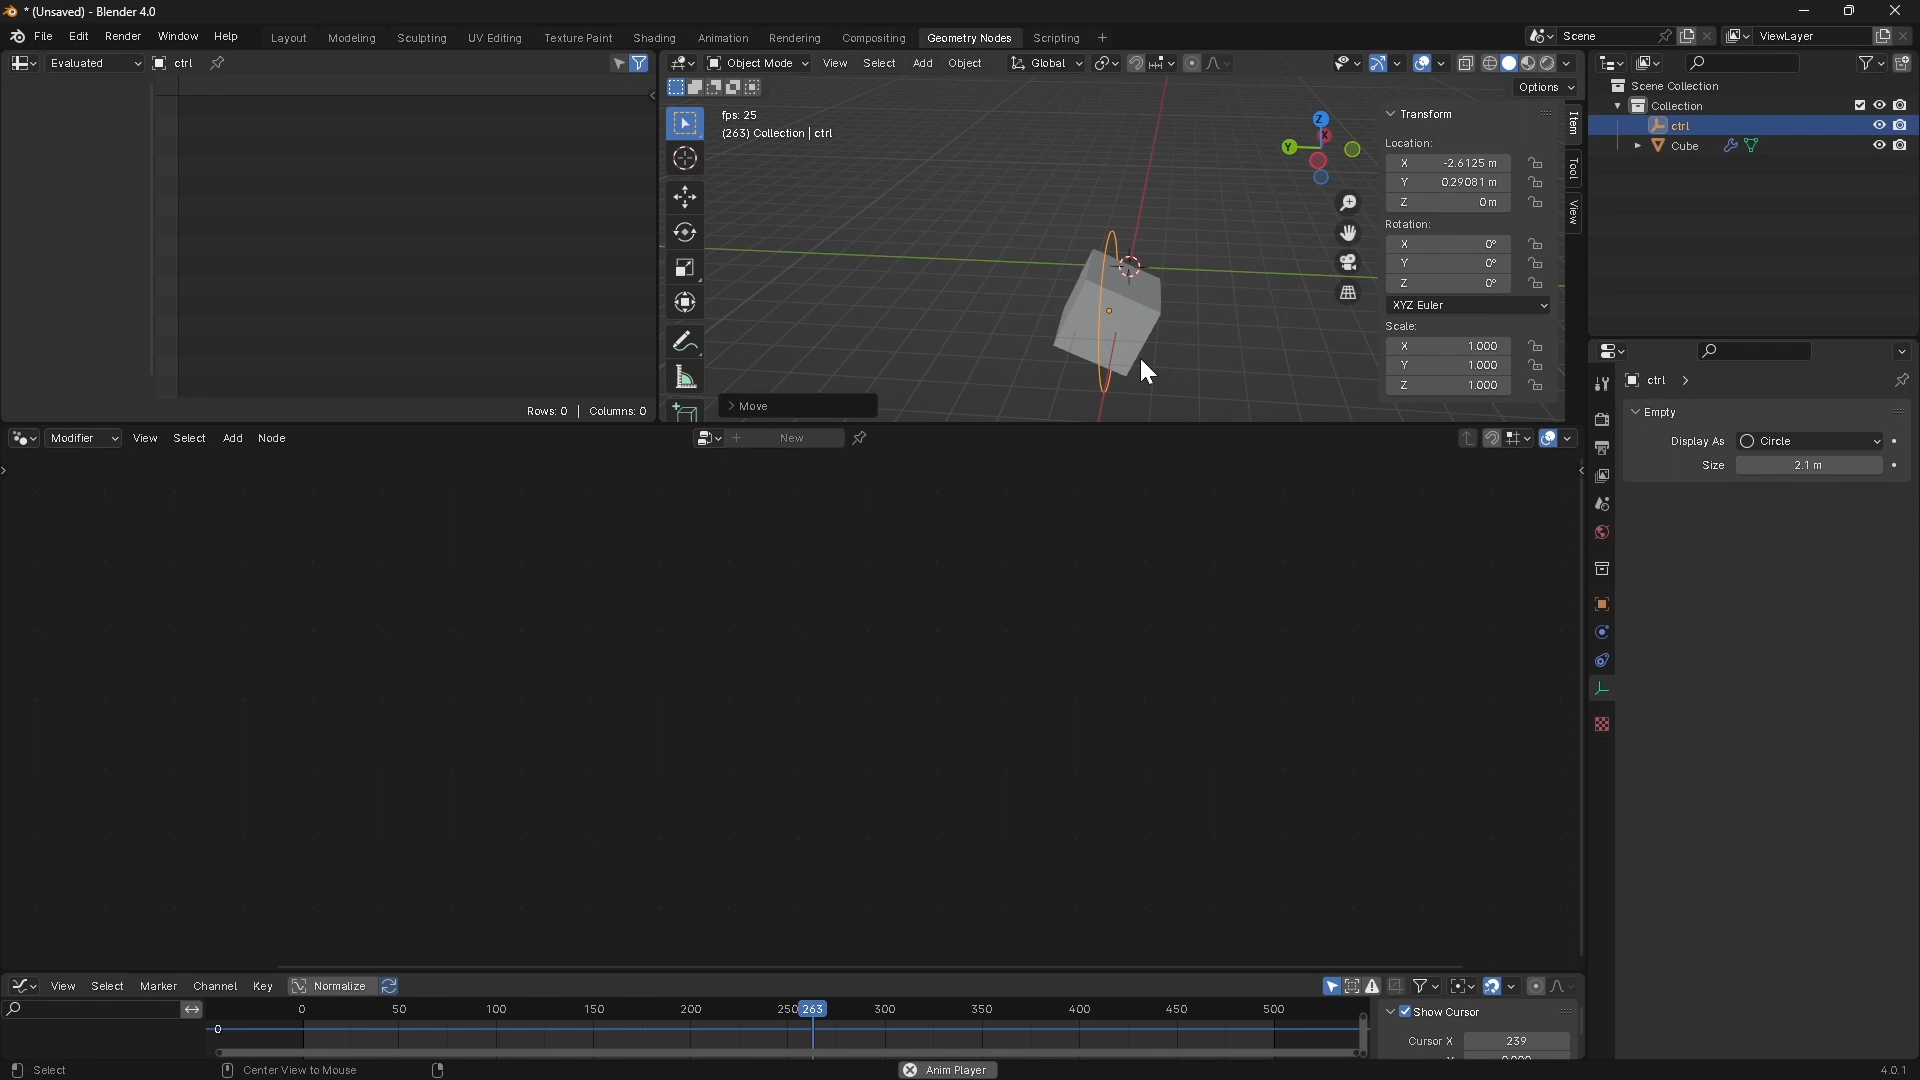 * (Unsaved) - Blender 4.0
File Edit Render Window Help Layout Modeling Sculpting UV Editing Texture Paint Shading Animation Rendering Compositing Geometry Nodes Scripting + Scene ViewLayer
Evaluated ctrl
Object Mode View Select Add Object Global
Options
fps: 25
(263) Collection | ctrl
Z
X
Y
Transform
Location:
X -2.6125 m
Y 0.29081 m
Z 0 m
Rotation:
X 0°
Y 0°
Z 0°
XYZ Euler
Scale:
X 1.000
Y 1.000
Z 1.000
Item
Tool
View
Move
Rows: 0 | Columns: 0
Scene Collection
Collection
ctrl
Cube
ctrl
Empty
Display As Circle
Size 2.1 m
Modifier View Select Add Node
+ New
View Select Marker Channel Key Normalize
0 50 100 150 200 250 263 300 350 400 450 500
0
Show Cursor
Cursor X 239
Select Center View to Mouse Anim Player 4.0.1